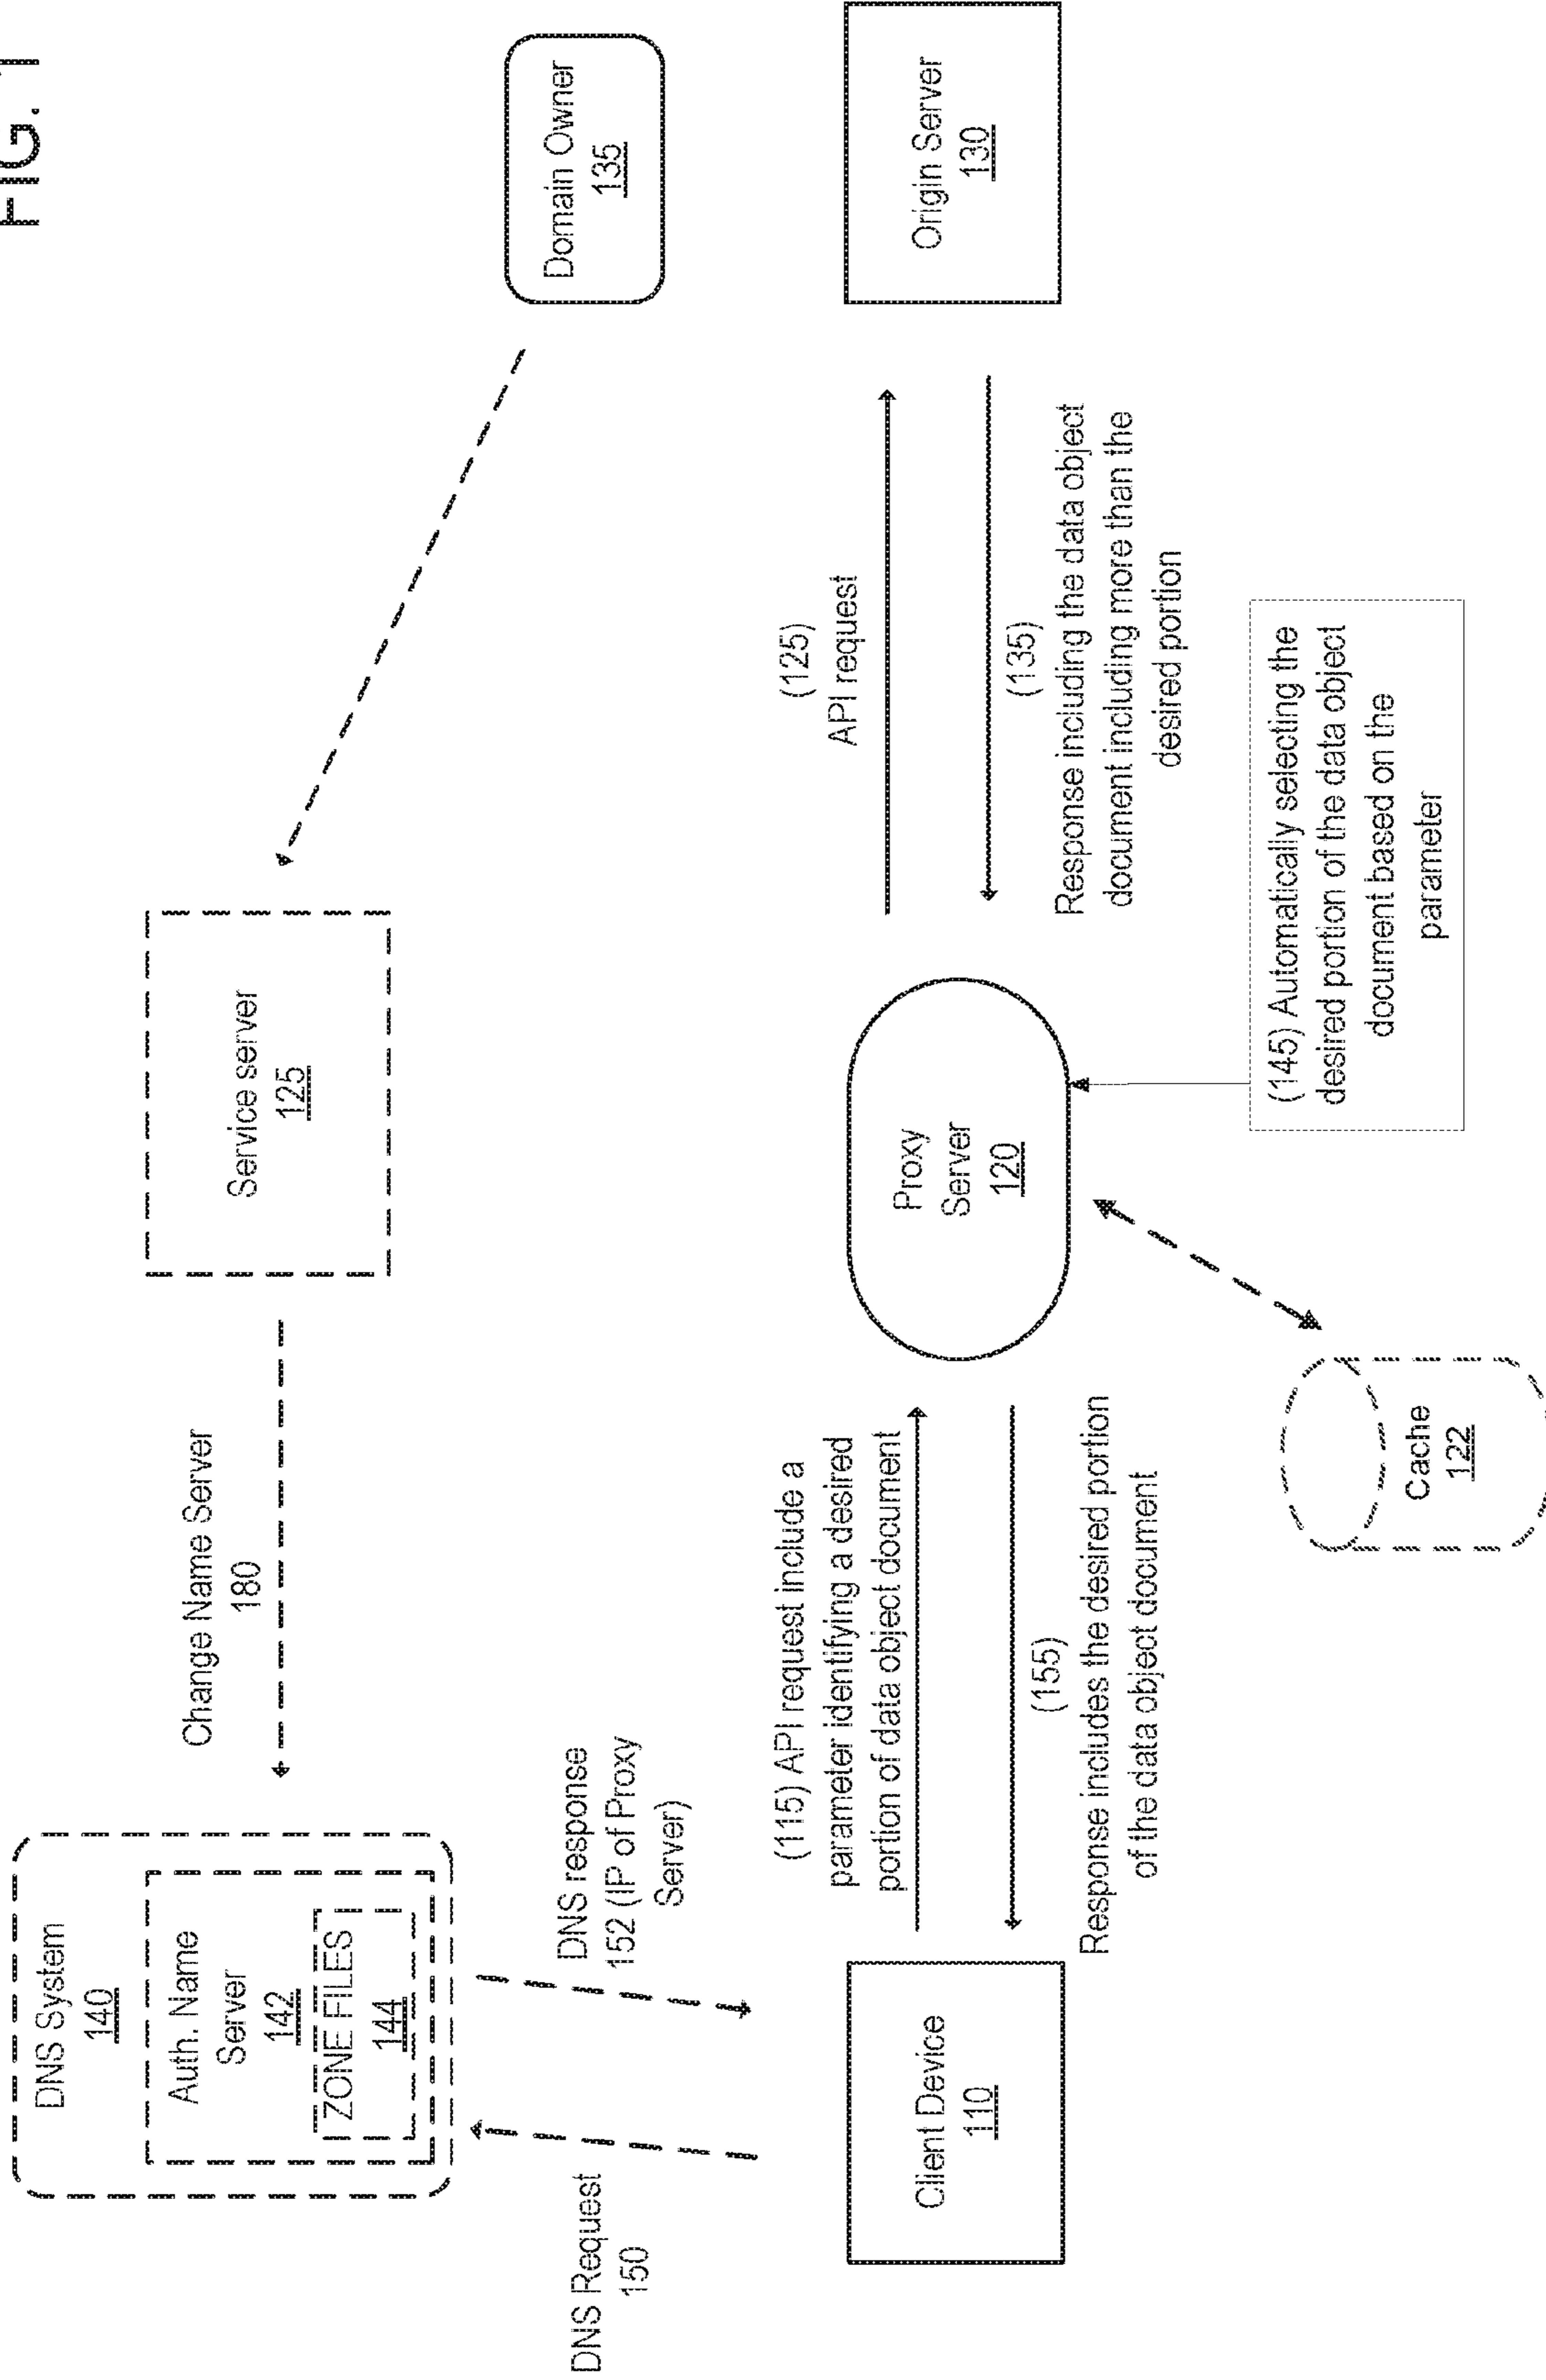 FIG. 1
DNS System
140
Auth. Name
Server
142
ZONE FILES
144
Change Name Server
180
Service server
125
Domain Owner
135
DNS Request
150
DNS response
152 (IP of Proxy
Server)
Client Device
110
(115) API request include a
parameter identifying a desired
portion of data object document
(155)
Response includes the desired portion
of the data object document
Proxy
Server
120
Cache
122
(125)
API request
(135)
Response including the data object
document including more than the
desired portion
(145) Automatically selecting the
desired portion of the data object
document based on the
parameter
Origin Server
130